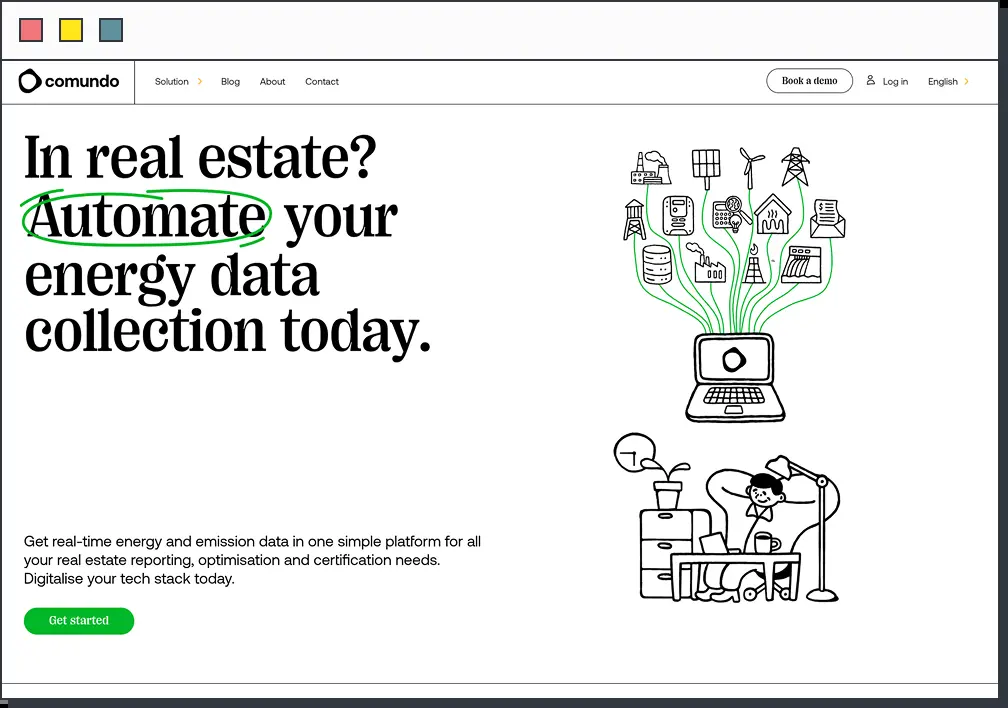 comundo
Solution
Blog
About
Contact
Book a demo
Log in
English
In real estate?
Automate your
energy data
collection today.
$
Get real-time energy and emission data in one simple platform for all
your real estate reporting, optimisation and certification needs.
Digitalise your tech stack today.
Get started